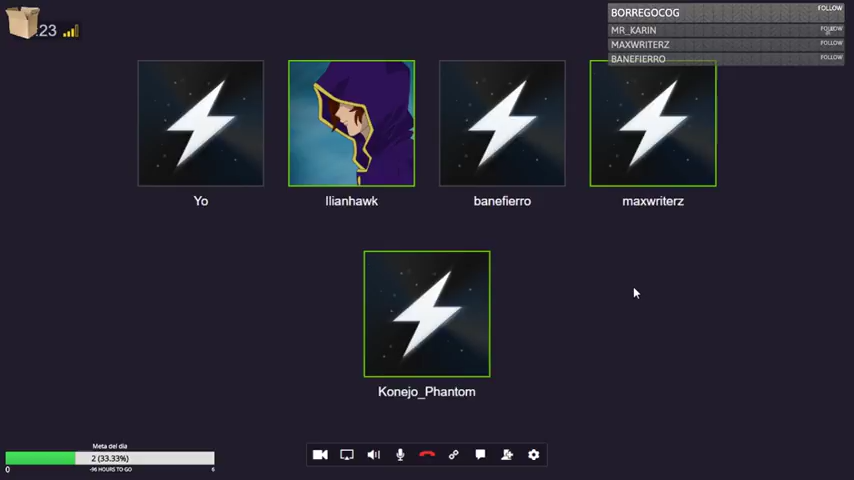 23
BORREGOCOG FOLLOW
MR_KARIN FOLLOW
MAXWRITERZ FOLLOW
BANEFIERRO FOLLOW
Yo
Ilianhawk
banefierro
maxwriterz
Konejo_Phantom
Meta del día
2 (33.33%)
0 -96 HOURS TO GO 6